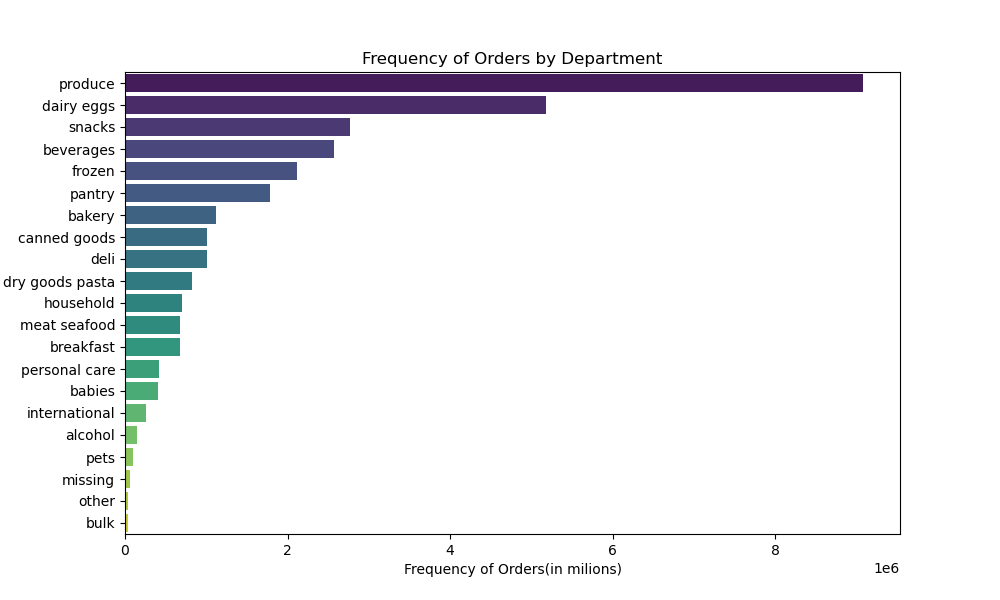 Frequency of Orders by Department
produce
dairy eggs
snacks
beverages
frozen
pantry
bakery
canned goods
deli
dry goods pasta
household
meat seafood
breakfast
personal care
babies
international
alcohol
pets
missing
other
bulk
0 2 4 6 8
Frequency of Orders(in milions)
1e6